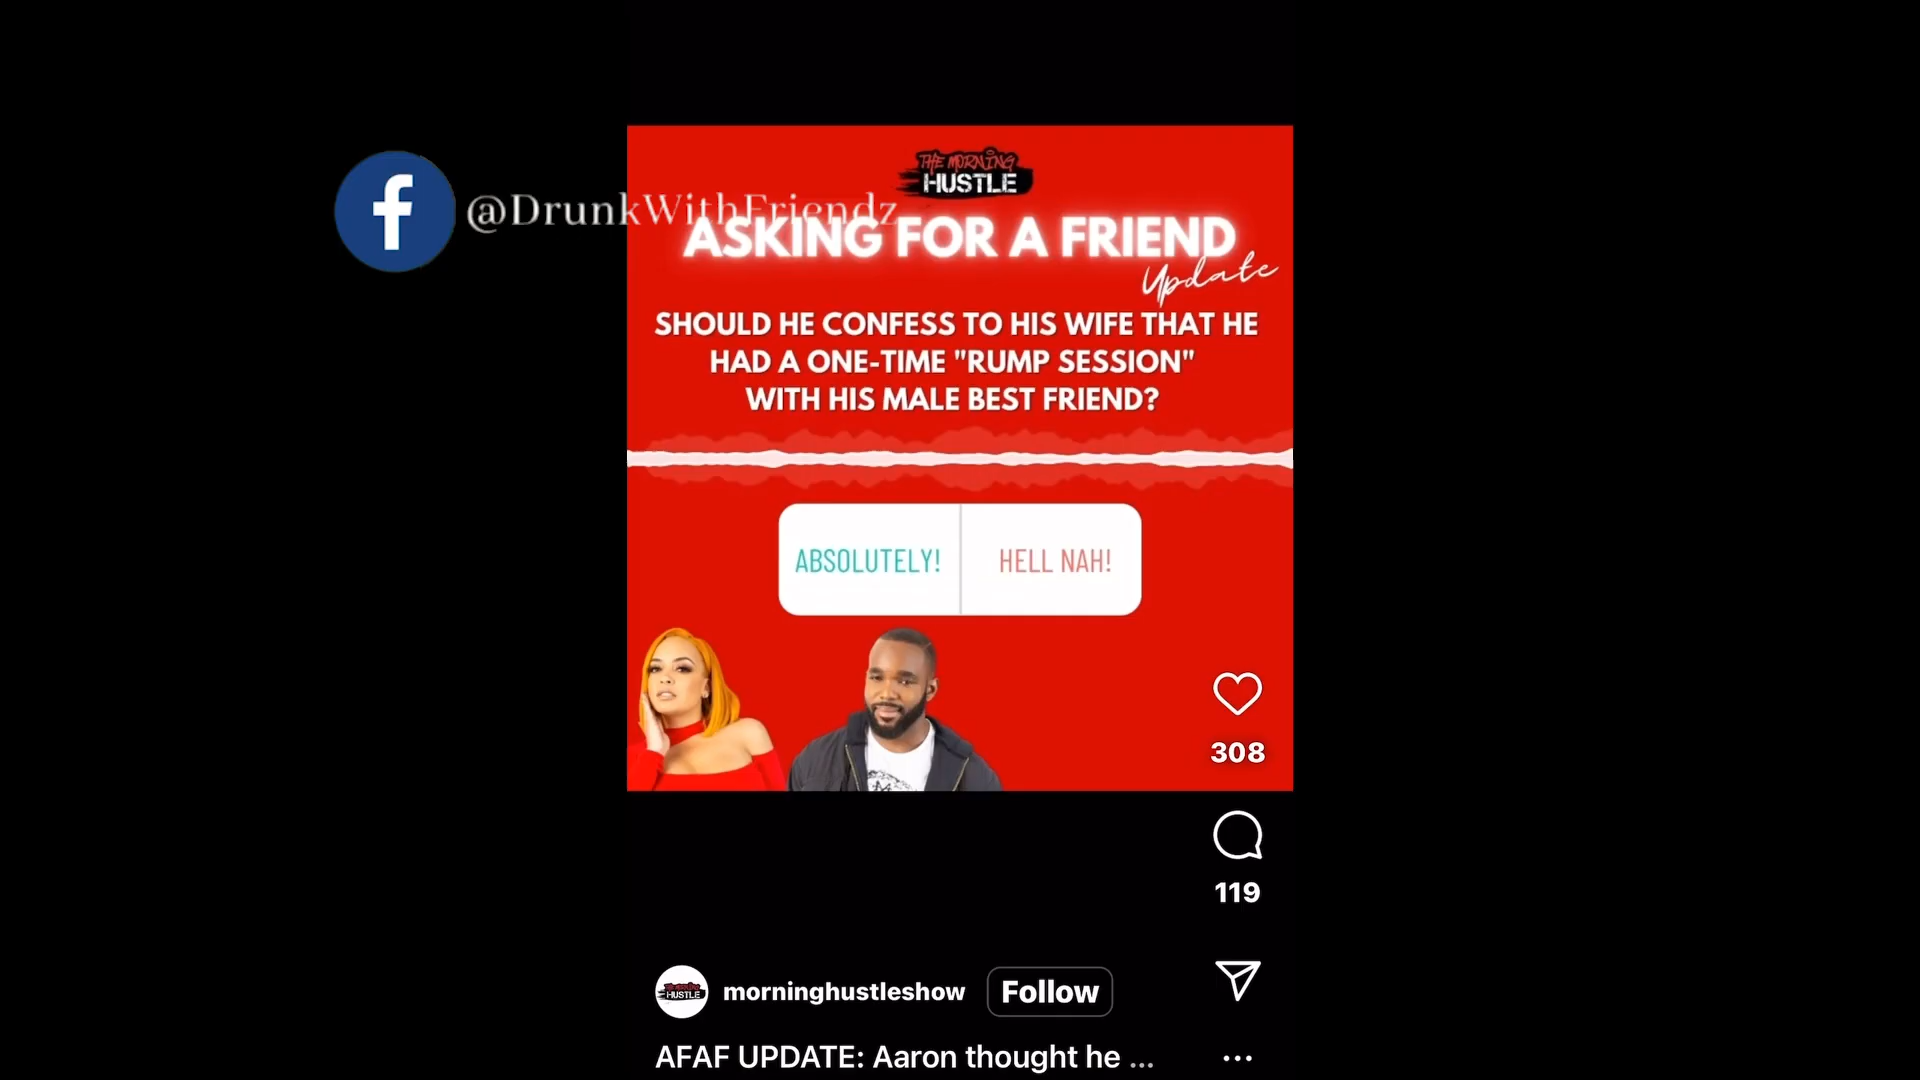 THE MORNING
HUSTLE
@DrunkWithFriendz
ASKING FOR A FRIEND
Update
SHOULD HE CONFESS TO HIS WIFE THAT HE
HAD A ONE-TIME "RUMP SESSION"
WITH HIS MALE BEST FRIEND?
ABSOLUTELY!
HELL NAH!
308
119
HUSTLE
morninghustleshow
Follow
AFAF UPDATE: Aaron thought he ...